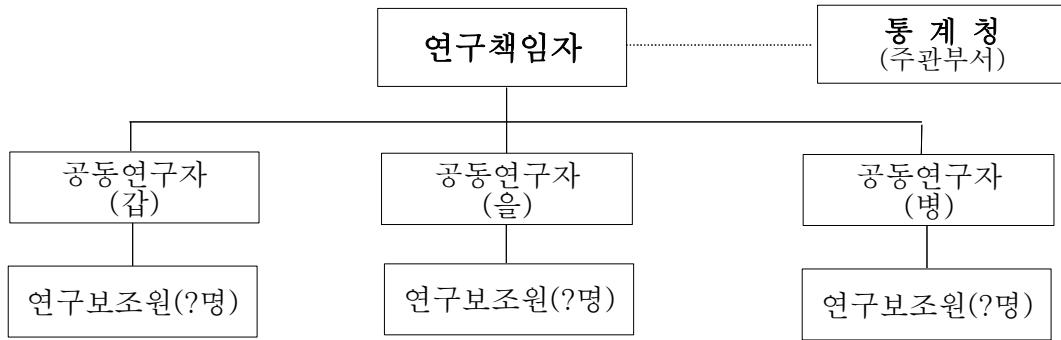 연구책임자
통 계 청
(주관부서)
공동연구자
(갑)
공동연구자
(을)
공동연구자
(병)
연구보조원(?명)
연구보조원(?명)
연구보조원(?명)